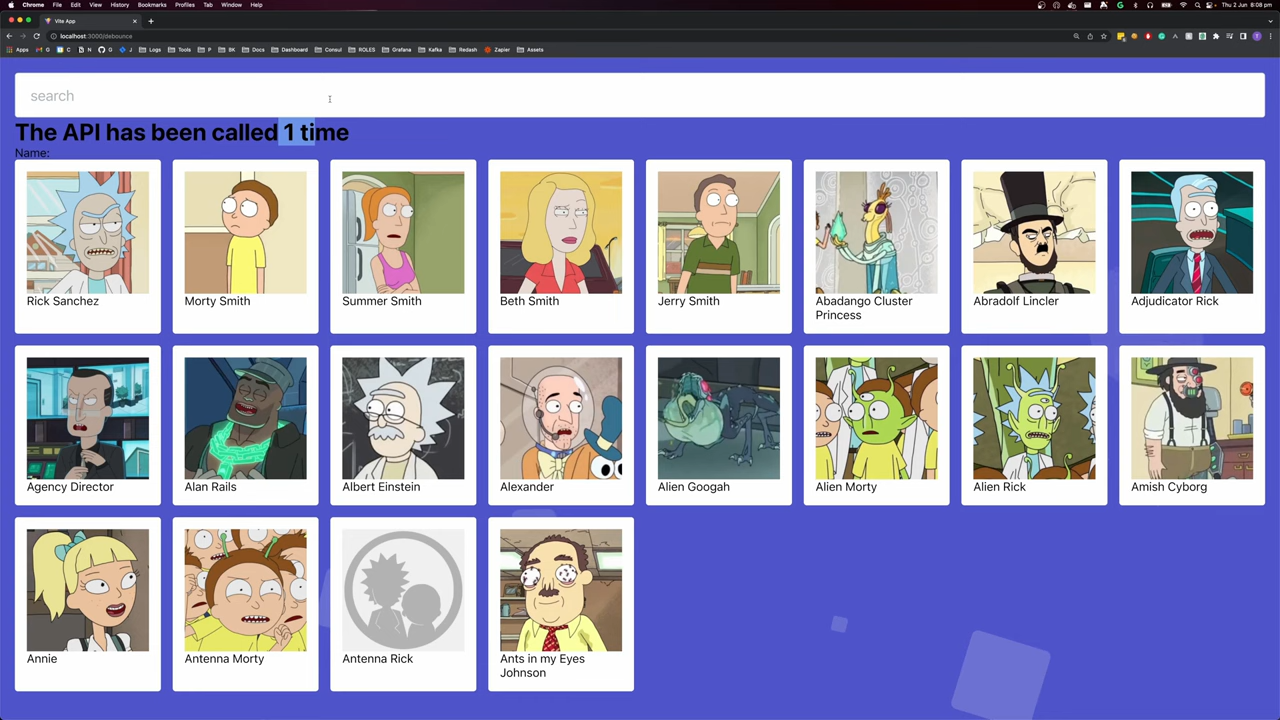 Chrome File Edit View History Bookmarks Profiles Tab Window Help
Thu 2 Jun 8:08 pm
Vite App
localhost:3000/debounce
Apps G C N G J Logs Tools P BK Docs Dashboard Consul ROLES Grafana Kafka Redash Zapier Assets
search
The API has been called 1 time
Name:
Rick Sanchez
Morty Smith
Summer Smith
Beth Smith
Jerry Smith
Abadango Cluster
Princess
Abradolf Lincler
Adjudicator Rick
Agency Director
Alan Rails
Albert Einstein
Alexander
Alien Googah
Alien Morty
Alien Rick
Amish Cyborg
Annie
Antenna Morty
Antenna Rick
Ants in my Eyes
Johnson